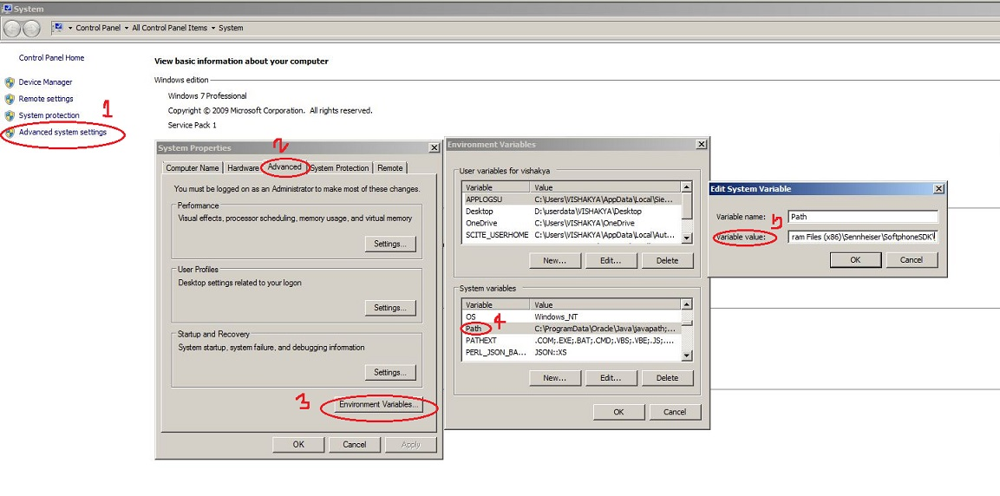 System
Control Panel
All Control Panel Items
System
Control Panel Home
Device Manager
Remote settings
System protection
1
Advanced system settings
View basic information about your computer
Windows edition
Windows 7 Professional
Copyright © 2009 Microsoft Corporation. All rights reserved.
Service Pack 1
System Properties
2
Computer Name
Hardware
Advanced
System Protection
Remote
You must be logged on as an Administrator to make most of these changes.
Performance
Visual effects, processor scheduling, memory usage, and virtual memory
Settings...
User Profiles
Desktop settings related to your logon
Settings...
Startup and Recovery
System startup, system failure, and debugging information
Settings...
3
Environment Variables...
OK
Cancel
Apply
Environment Variables
User variables for vishakya
Variable Value
APPLOGSU C:\Users\VISHAKYA\AppData\Local\Sie...
Desktop D:\userdata\VISHAKYA\Desktop
OneDrive C:\Users\VISHAKYA\OneDrive
SCITE_USERHOME C:\Users\VISHAKYA\AppData\Local\Aut...
New...
Edit...
Delete
System variables
Variable Value
OS Windows_NT
Path C:\ProgramData\Oracle\Java\javapath;...
4
PATHEXT .COM;.EXE;.BAT;.CMD;.VBS;.VBE;.JS;....
PERL_JSON_BA... JSON::XS
New...
Edit...
Delete
OK
Cancel
Edit System Variable
Variable name: Path
5
Variable value: ram Files (x86)\Sennheiser\SoftphoneSDK\
OK
Cancel